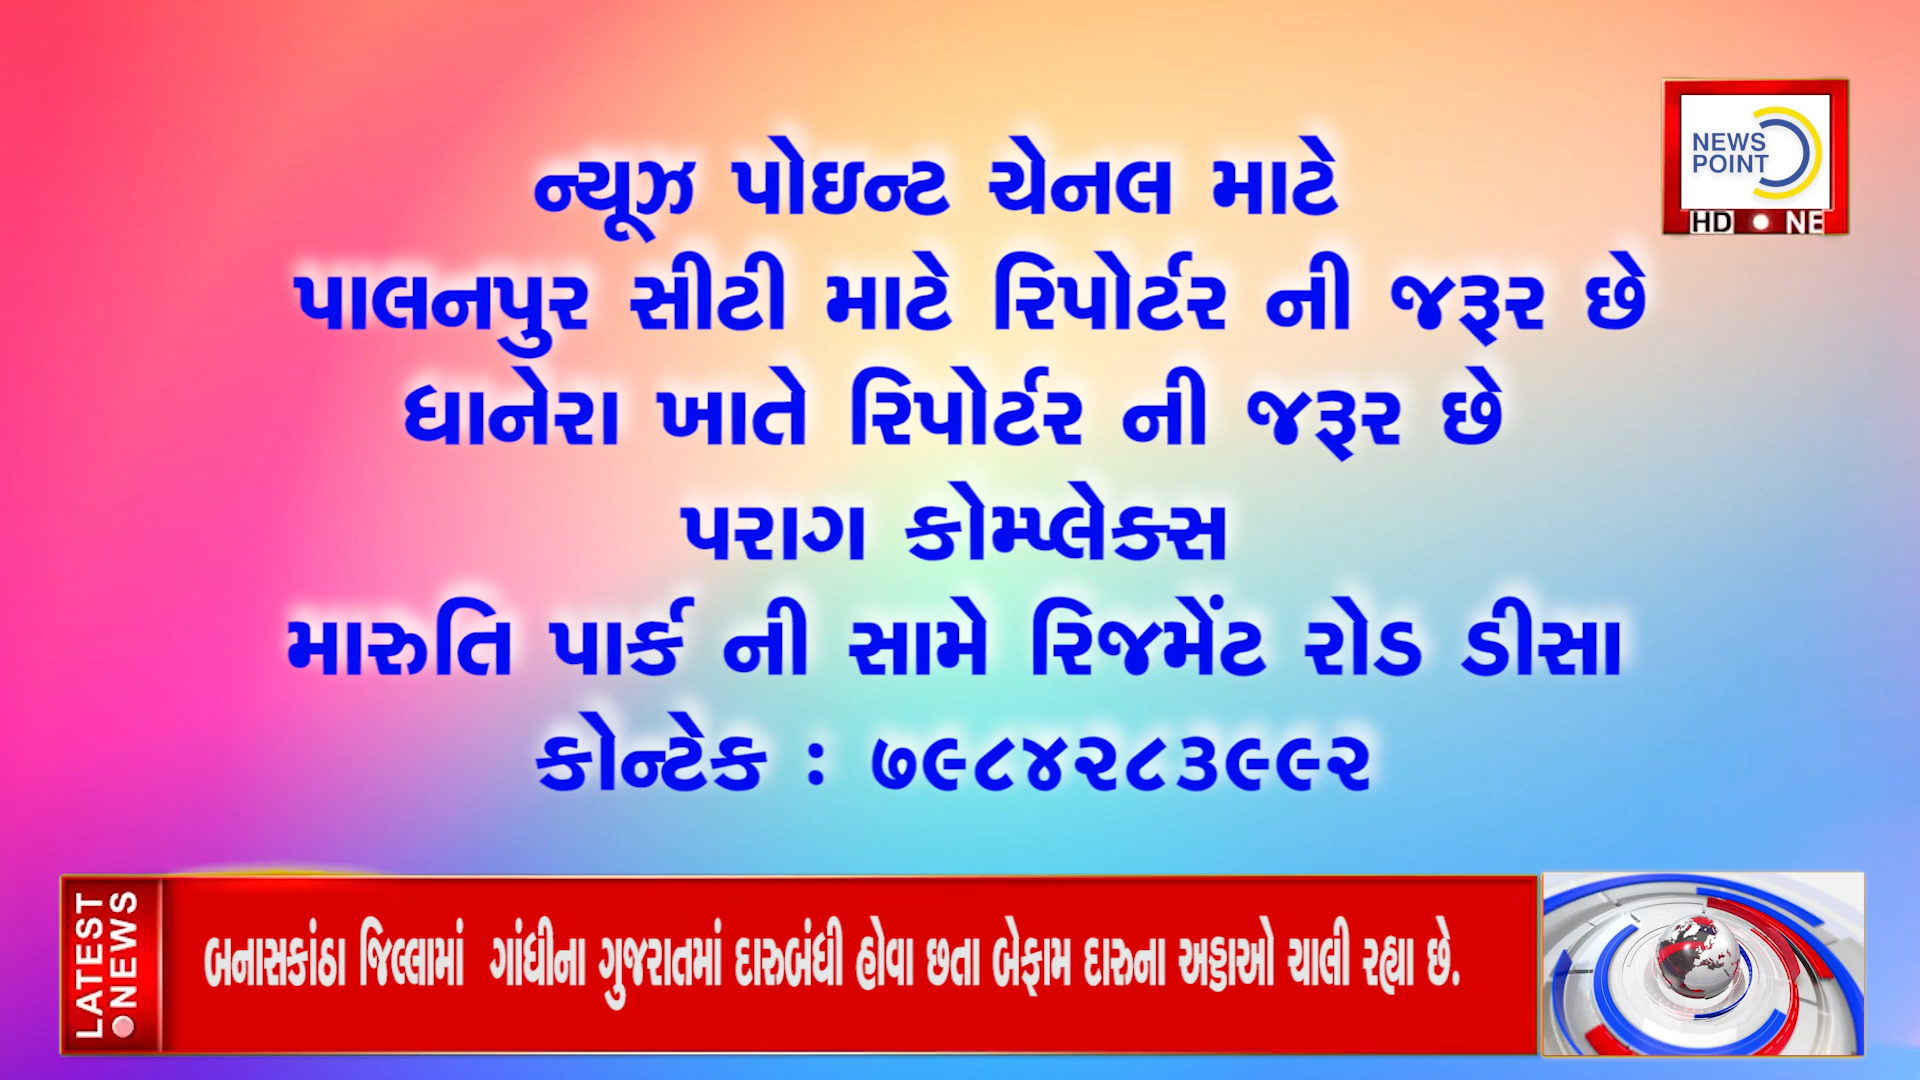 ન્યૂઝ પોઇન્ટ ચેનલ માટે
NEWS
POINT
HD ONE
પાલનપુર સીટી માટે રિપોર્ટર ની જરૂર છે
ધાનેરા ખાતે રિપોર્ટર ની જરૂર છે
પરાગ કોમ્પ્લેક્સ
મારુતિ પાર્ક ની સામે રિજમેંટ રોડ ડીસા
કોન્ટેક : ૭૯૮૪૨૮૩૯૯૨
LATEST
NEWS
બનાસકાંઠા જિલ્લામાં ગાંધીના ગુજરાતમાં દારુબંધી હોવા છતા બેફામ દારુના અડ્ડાઓ ચાલી રહ્યા છે.